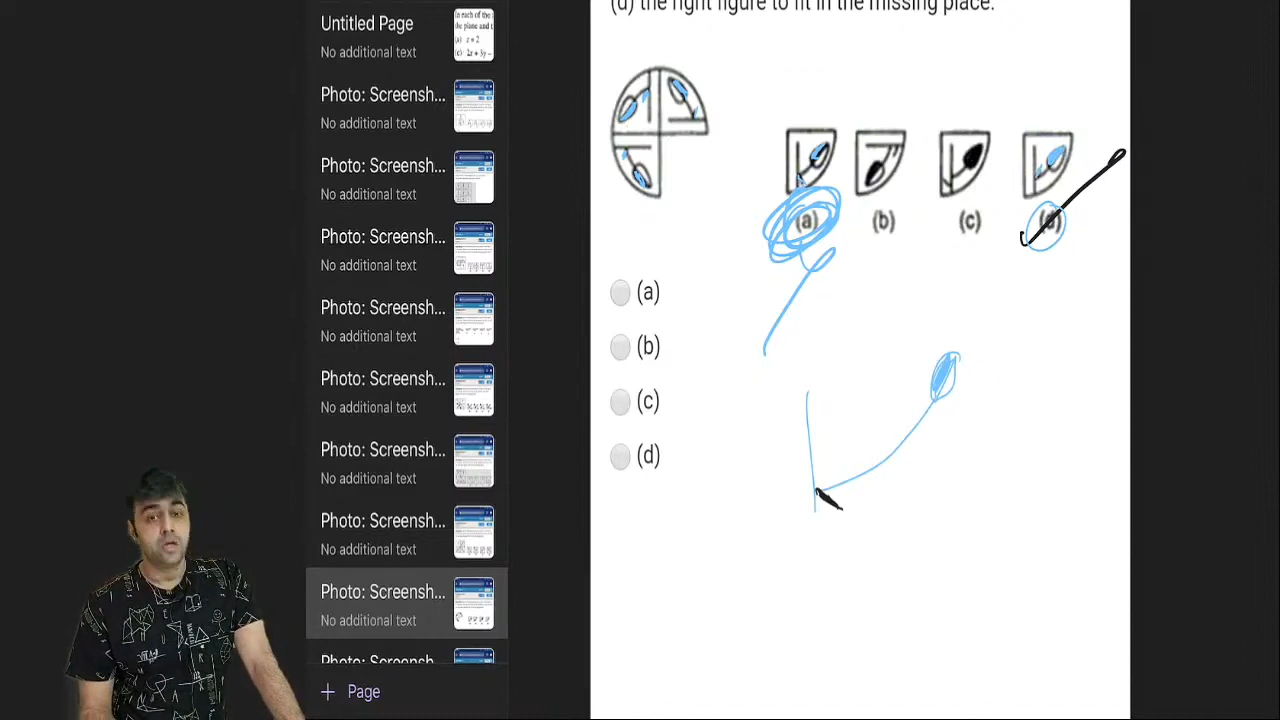 Untitled Page
No additional text
Photo: Screensh...
No additional text
Photo: Screensh...
No additional text
Photo: Screensh...
No additional text
Photo: Screensh...
No additional text
Photo: Screensh...
No additional text
Photo: Screensh...
No additional text
Photo: Screensh...
No additional text
Photo: Screensh...
No additional text
Photo: Screensh...
+ Page
(d) the right figure to fit in the missing place.
(a) (b) (c) (d)
(a)
(b)
(c)
(d)